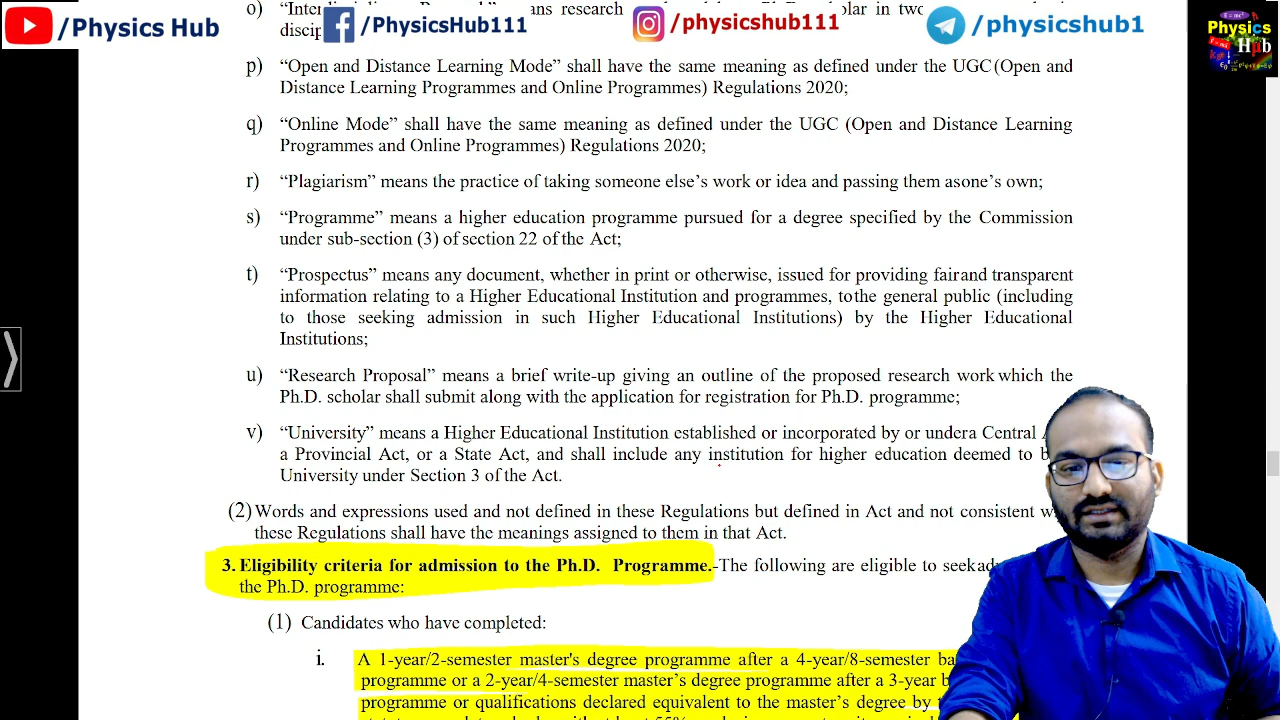 /Physics Hub
/PhysicsHub111
/physicshub111
/physicshub1
Physics
Hub
o)
ans research
olar in two
discip
p) “Open and Distance Learning Mode” shall have the same meaning as defined under the UGC (Open and
Distance Learning Programmes and Online Programmes) Regulations 2020;
q) “Online Mode” shall have the same meaning as defined under the UGC (Open and Distance Learning
Programmes and Online Programmes) Regulations 2020;
r) “Plagiarism” means the practice of taking someone else’s work or idea and passing them asone’s own;
s) “Programme” means a higher education programme pursued for a degree specified by the Commission
under sub-section (3) of section 22 of the Act;
t) “Prospectus” means any document, whether in print or otherwise, issued for providing fairand transparent
information relating to a Higher Educational Institution and programmes, tothe general public (including
to those seeking admission in such Higher Educational Institutions) by the Higher Educational
Institutions;
u) “Research Proposal” means a brief write-up giving an outline of the proposed research work which the
Ph.D. scholar shall submit along with the application for registration for Ph.D. programme;
v) “University” means a Higher Educational Institution established or incorporated by or undera Central
a Provincial Act, or a State Act, and shall include any institution for higher education deemed to
University under Section 3 of the Act.
(2) Words and expressions used and not defined in these Regulations but defined in Act and not consistent
these Regulations shall have the meanings assigned to them in that Act.
3. Eligibility criteria for admission to the Ph.D. Programme.-The following are eligible to seek
the Ph.D. programme:
(1) Candidates who have completed:
i. A 1-year/2-semester master's degree programme after a 4-year/8-semester
programme or a 2-year/4-semester master’s degree programme after a 3-year
programme or qualifications declared equivalent to the master’s degree by